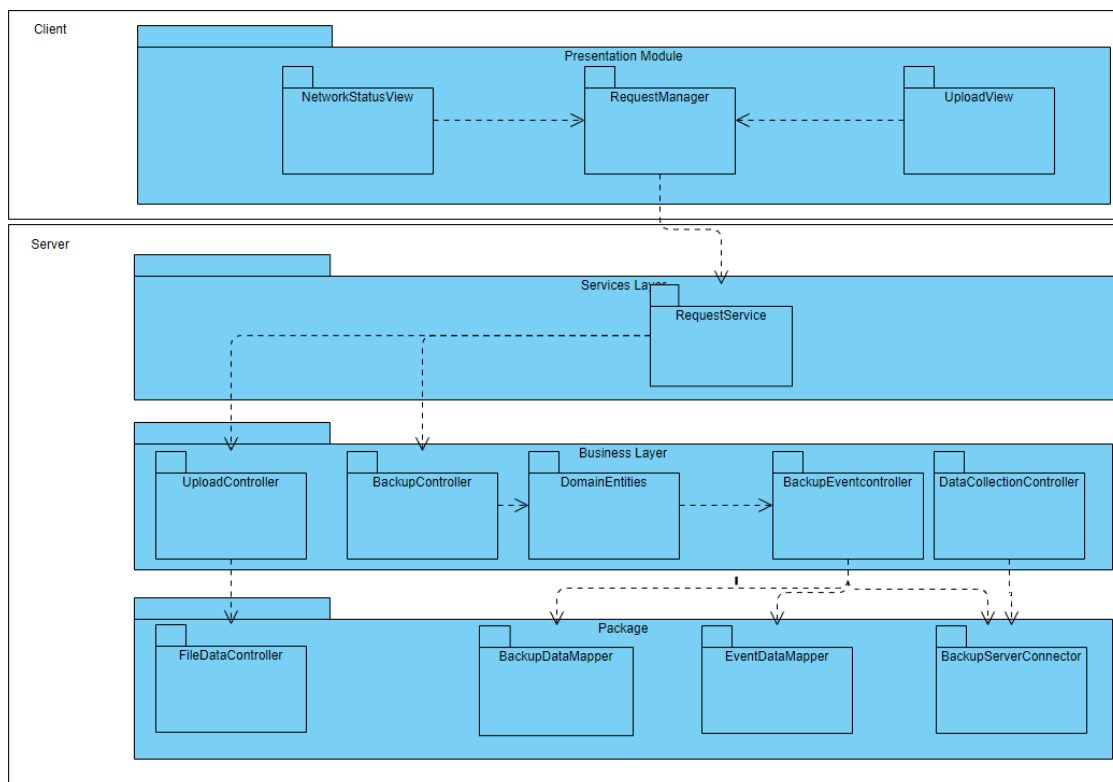 Client
Presentation Module
NetworkStatusView
RequestManager
UploadView
Server
Services Layer
RequestService
Business Layer
UploadController
BackupController
DomainEntities
BackupEventcontroller
DataCollectionController
Package
FileDataController
BackupDataMapper
EventDataMapper
BackupServerConnector